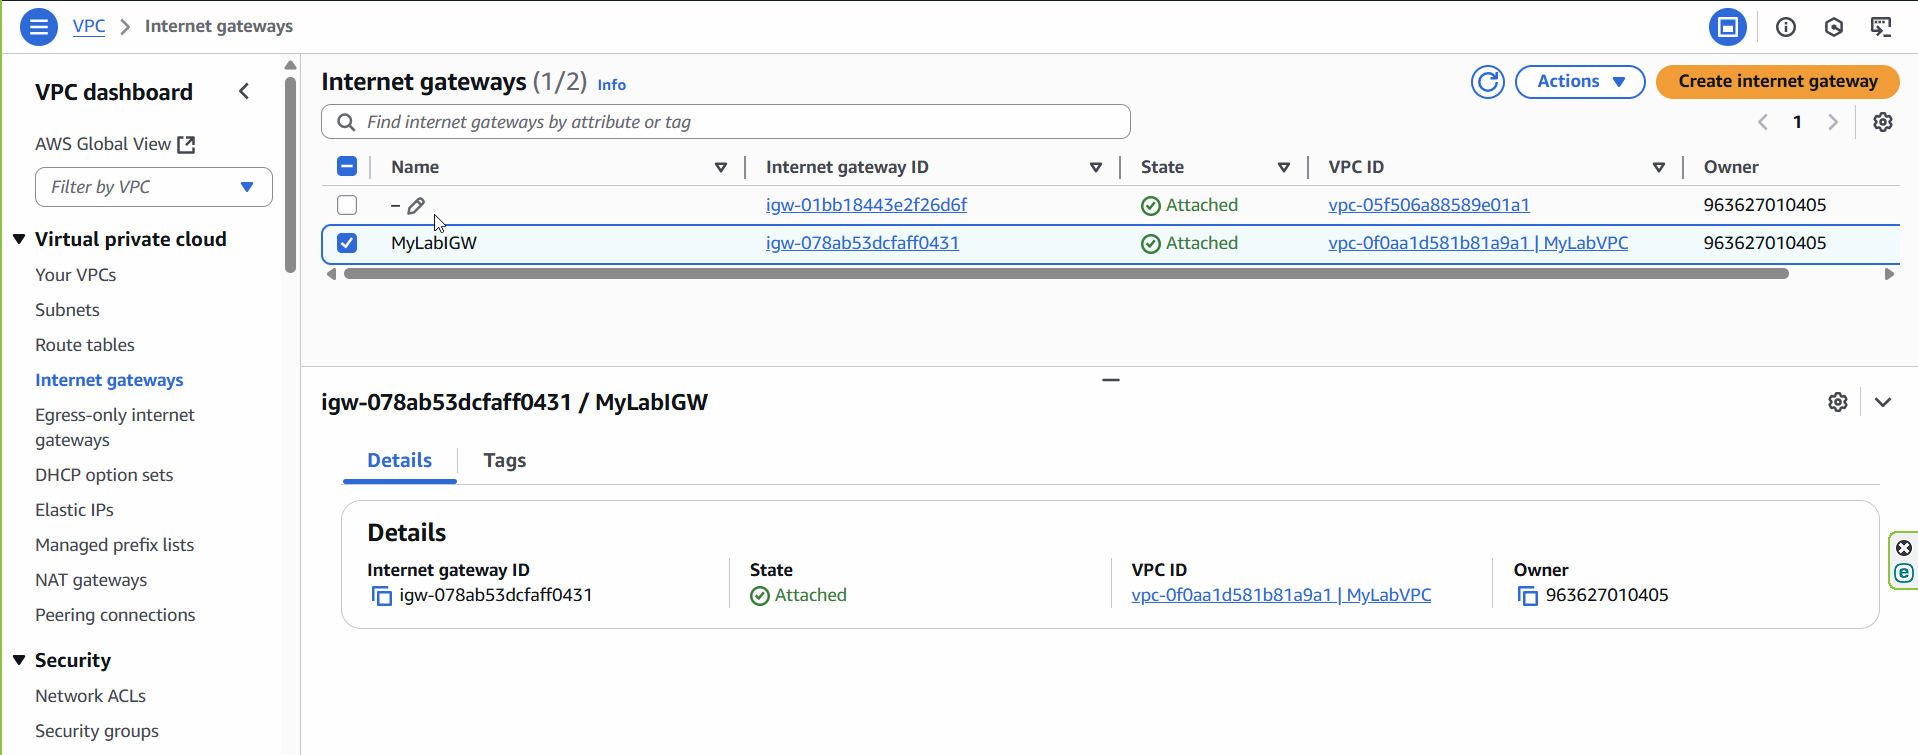 VPC > Internet gateways
VPC dashboard
AWS Global View
Filter by VPC
Virtual private cloud
Your VPCs
Subnets
Route tables
Internet gateways
Egress-only internet
gateways
DHCP option sets
Elastic IPs
Managed prefix lists
NAT gateways
Peering connections
Security
Network ACLs
Security groups
Internet gateways (1/2) Info
Actions
Create internet gateway
Find internet gateways by attribute or tag
1
Name Internet gateway ID State VPC ID Owner
– igw-01bb18443e2f26d6f Attached vpc-05f506a88589e01a1 963627010405
MyLabIGW igw-078ab53dcfaff0431 Attached vpc-0f0aa1d581b81a9a1 | MyLabVPC 963627010405
igw-078ab53dcfaff0431 / MyLabIGW
Details Tags
Details
Internet gateway ID State VPC ID Owner
igw-078ab53dcfaff0431 Attached vpc-0f0aa1d581b81a9a1 | MyLabVPC 963627010405